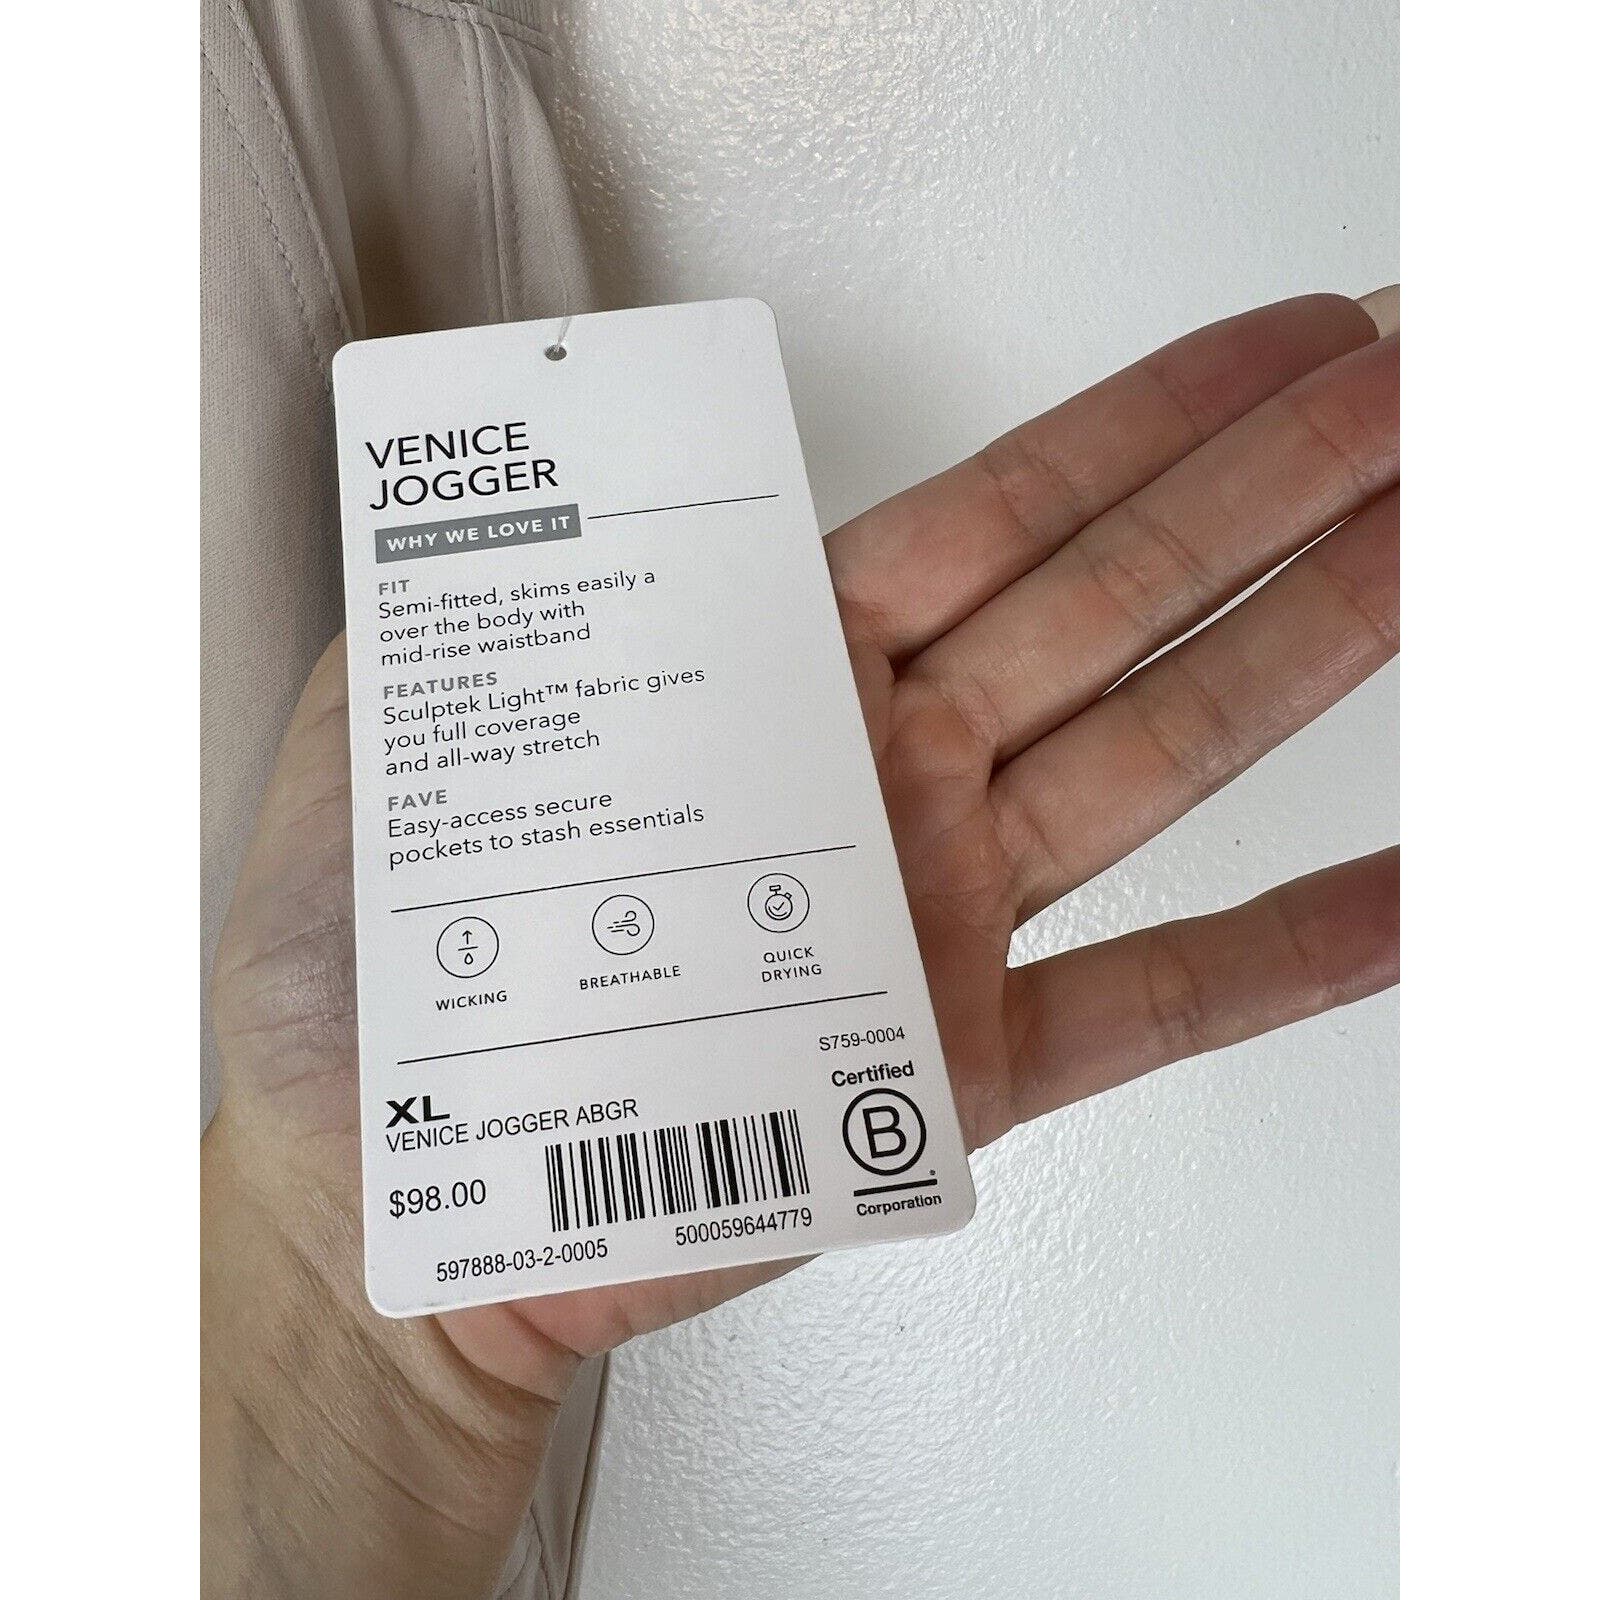 VENICE
JOGGER
WHY WE LOVE IT
FIT
Semi-fitted, skims easily a
over the body with
mid-rise waistband
FEATURES
Sculptek Light™ fabric gives
you full coverage
and all-way stretch
FAVE
Easy-access secure
pockets to stash essentials
WICKING
BREATHABLE
QUICK
DRYING
S759-0004
Certified
B
Corporation
XL
VENICE JOGGER ABGR
$98.00
597888-03-2-0005
500059644779